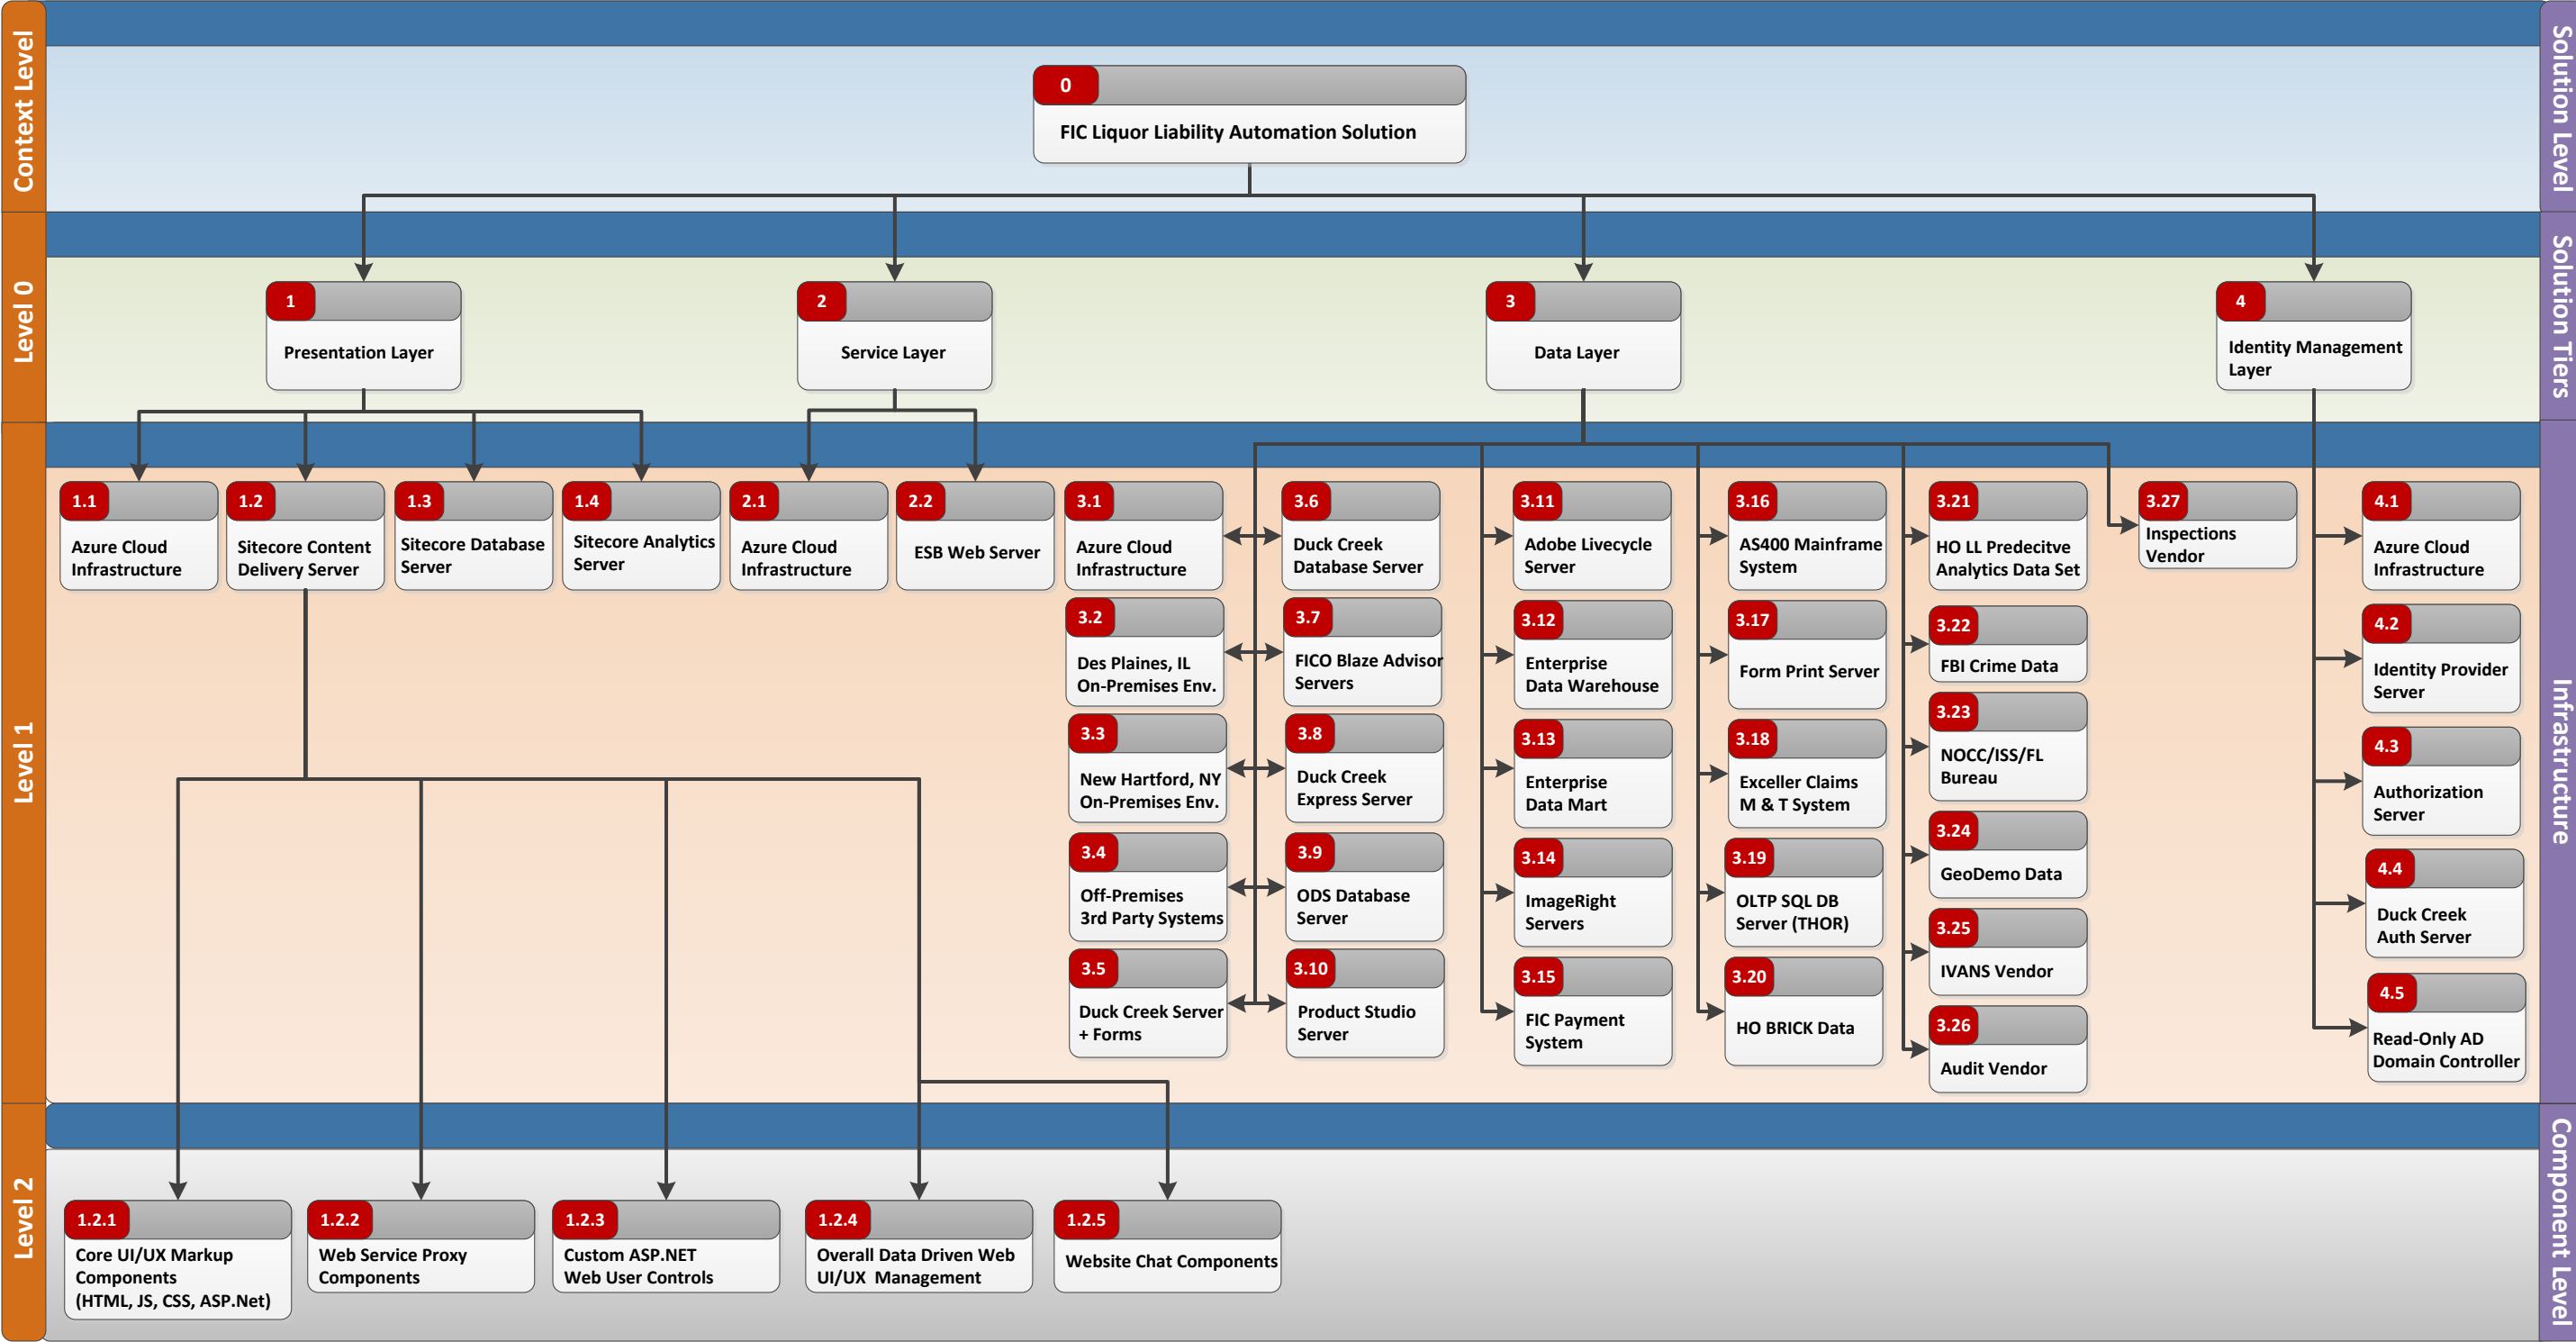 Context Level
Solution Level
0
FIC Liquor Liability Automation Solution
Level 0
Solution Tiers
1
Presentation Layer
2
Service Layer
3
Data Layer
4
Identity Management
Layer
Level 1
Infrastructure
1.1
Azure Cloud
Infrastructure
1.2
Sitecore Content
Delivery Server
1.3
Sitecore Database
Server
1.4
Sitecore Analytics
Server
2.1
Azure Cloud
Infrastructure
2.2
ESB Web Server
3.1
Azure Cloud
Infrastructure
3.2
Des Plaines, IL
On-Premises Env.
3.3
New Hartford, NY
On-Premises Env.
3.4
Off-Premises
3rd Party Systems
3.5
Duck Creek Server
+ Forms
3.6
Duck Creek
Database Server
3.7
FICO Blaze Advisor
Servers
3.8
Duck Creek
Express Server
3.9
ODS Database
Server
3.10
Product Studio
Server
3.11
Adobe Livecycle
Server
3.12
Enterprise
Data Warehouse
3.13
Enterprise
Data Mart
3.14
ImageRight
Servers
3.15
FIC Payment
System
3.16
AS400 Mainframe
System
3.17
Form Print Server
3.18
Exceller Claims
M & T System
3.19
OLTP SQL DB
Server (THOR)
3.20
HO BRICK Data
3.21
HO LL Predecitve
Analytics Data Set
3.22
FBI Crime Data
3.23
NOCC/ISS/FL
Bureau
3.24
GeoDemo Data
3.25
IVANS Vendor
3.26
Audit Vendor
3.27
Inspections
Vendor
4.1
Azure Cloud
Infrastructure
4.2
Identity Provider
Server
4.3
Authorization
Server
4.4
Duck Creek
Auth Server
4.5
Read-Only AD
Domain Controller
Level 2
Component Level
1.2.1
Core UI/UX Markup
Components
(HTML, JS, CSS, ASP.Net)
1.2.2
Web Service Proxy
Components
1.2.3
Custom ASP.NET
Web User Controls
1.2.4
Overall Data Driven Web
UI/UX  Management
1.2.5
Website Chat Components